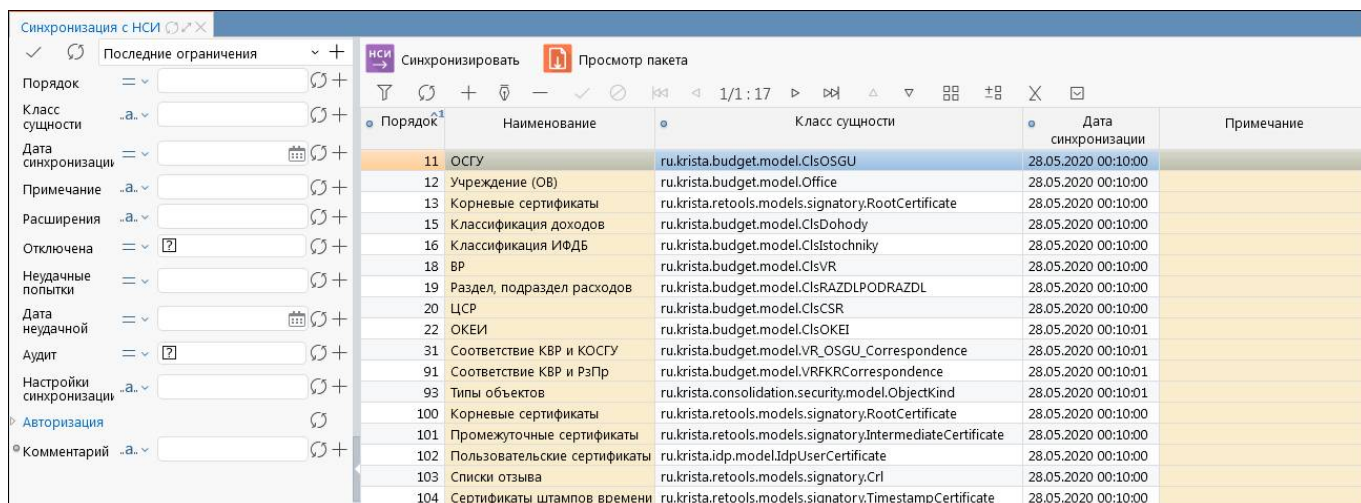 Синхронизация с НСИ
Последние ограничения
Порядок =
Класс сущности .a..
Дата синхронизации =
Примечание .a..
Расширения .a..
Отключена = ?
Неудачные попытки =
Дата неудачной =
Аудит = ?
Настройки синхронизации .a..
Авторизация
Комментарий .a..
НСИ Синхронизировать Просмотр пакета
1/1 : 17
Порядок 1 Наименование Класс сущности Дата синхронизации Примечание
11 ОСГУ ru.krista.budget.model.ClsOSGU 28.05.2020 00:10:00
12 Учреждение (ОВ) ru.krista.budget.model.Office 28.05.2020 00:10:00
13 Корневые сертификаты ru.krista.retools.models.signatory.RootCertificate 28.05.2020 00:10:00
15 Классификация доходов ru.krista.budget.model.ClsDohody 28.05.2020 00:10:00
16 Классификация ИФДБ ru.krista.budget.model.ClsIstochniky 28.05.2020 00:10:00
18 ВР ru.krista.budget.model.ClsVR 28.05.2020 00:10:00
19 Раздел, подраздел расходов ru.krista.budget.model.ClsRAZDLPODRAZDL 28.05.2020 00:10:00
20 ЦСР ru.krista.budget.model.ClsCSR 28.05.2020 00:10:00
22 ОКЕИ ru.krista.budget.model.ClsOKEI 28.05.2020 00:10:01
31 Соответствие КВР и КОСГУ ru.krista.budget.model.VR_OSGU_Correspondence 28.05.2020 00:10:01
91 Соответствие КВР и РзПр ru.krista.budget.model.VRFKRCorrespondence 28.05.2020 00:10:01
93 Типы объектов ru.krista.consolidation.security.model.ObjectKind 28.05.2020 00:10:01
100 Корневые сертификаты ru.krista.retools.models.signatory.RootCertificate 28.05.2020 00:10:00
101 Промежуточные сертификаты ru.krista.retools.models.signatory.IntermediateCertificate 28.05.2020 00:10:00
102 Пользовательские сертификаты ru.krista.idp.model.IdpUserCertificate 28.05.2020 00:10:00
103 Списки отзыва ru.krista.retools.models.signatory.Crl 28.05.2020 00:10:00
104 Сертификаты штампов времени ru.krista.retools.models.signatory.TimestampCertificate 28.05.2020 00:10:00